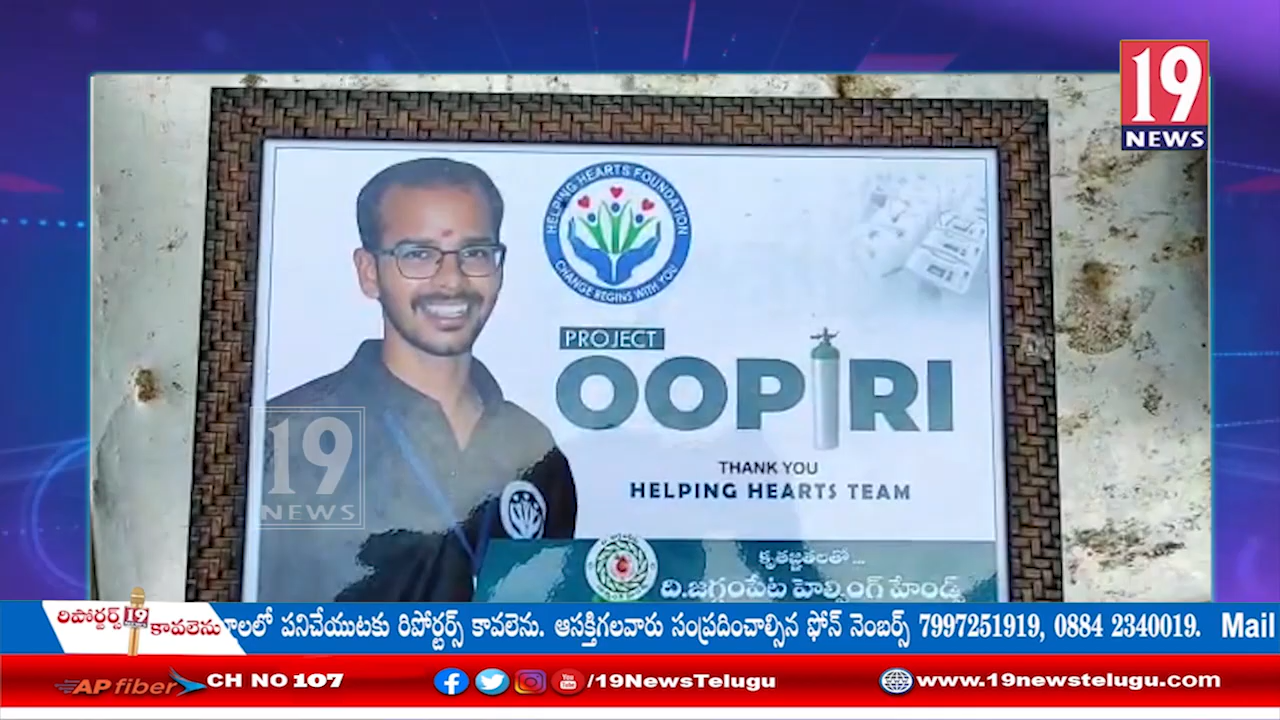 19
NEWS
HELPING HEARTS FOUNDATION
CHANGE BEGINS WITH YOU
PROJECT
OOPIRI
THANK YOU
HELPING HEARTS TEAM
19
NEWS
కృతజ్ఞతలతో...
ది.జగ్గంపేట హెల్పింగ్ హేండ్స్
రిపోర్టర్స్ 19 కావలెను
లలో పనిచేయుటకు రిపోర్టర్స్ కావలెను. ఆసక్తిగలవారు సంప్రదించాల్సిన ఫోన్ నెంబర్స్ 7997251919, 0884 2340019. Mail
AP fiber CH NO 107
/19NewsTelugu
www.19newstelugu.com